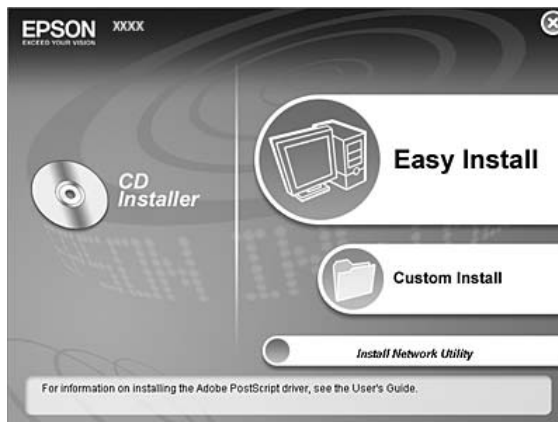 EPSON XXXX
EXCEED YOUR VISION
CD
Installer
Easy Install
Custom Install
Install Network Utility
For information on installing the Adobe PostScript driver, see the User's Guide.